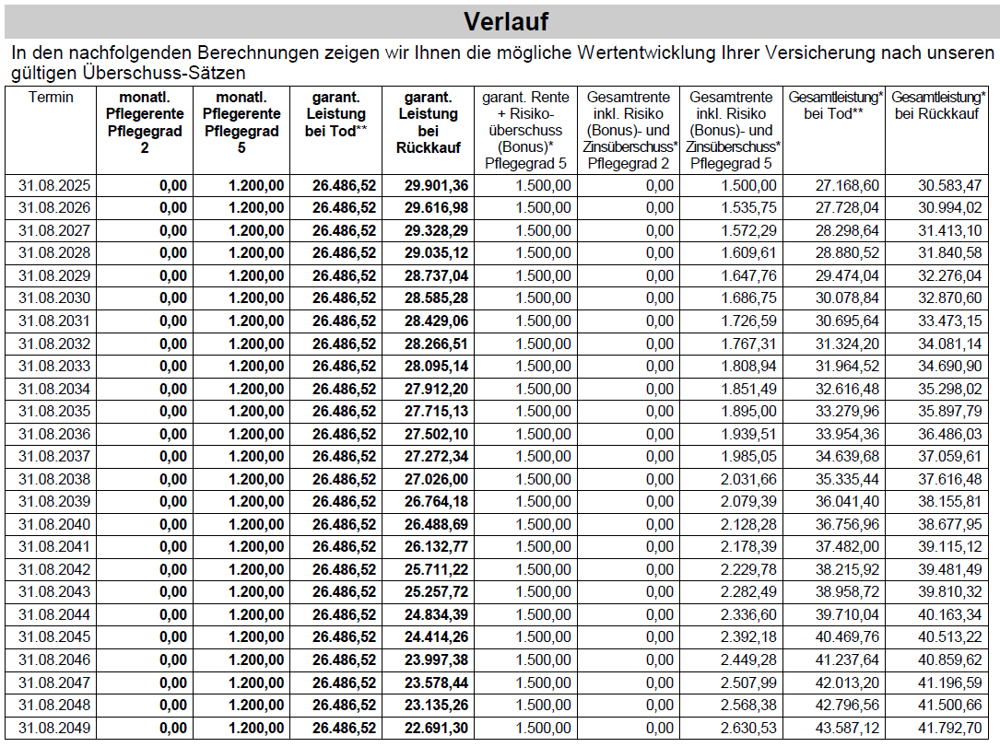 Verlauf
In den nachfolgenden Berechnungen zeigen wir Ihnen die mögliche Wertentwicklung Ihrer Versicherung nach unseren
gültigen Überschuss-Sätzen
Termin monatl. Pflegerente Pflegegrad 2 monatl. Pflegerente Pflegegrad 5 garant. Leistung bei Tod** garant. Leistung bei Rückkauf garant. Rente + Risiko-überschuss (Bonus)* Pflegegrad 5 Gesamtrente inkl. Risiko (Bonus)- und Zinsüberschuss* Pflegegrad 2 Gesamtrente inkl. Risiko (Bonus)- und Zinsüberschuss* Pflegegrad 5 Gesamtleistung* bei Tod** Gesamtleistung* bei Rückkauf
31.08.2025 0,00 1.200,00 26.486,52 29.901,36 1.500,00 0,00 1.500,00 27.168,60 30.583,47
31.08.2026 0,00 1.200,00 26.486,52 29.616,98 1.500,00 0,00 1.535,75 27.728,04 30.994,02
31.08.2027 0,00 1.200,00 26.486,52 29.328,29 1.500,00 0,00 1.572,29 28.298,64 31.413,10
31.08.2028 0,00 1.200,00 26.486,52 29.035,12 1.500,00 0,00 1.609,61 28.880,52 31.840,58
31.08.2029 0,00 1.200,00 26.486,52 28.737,04 1.500,00 0,00 1.647,76 29.474,04 32.276,04
31.08.2030 0,00 1.200,00 26.486,52 28.585,28 1.500,00 0,00 1.686,75 30.078,84 32.870,60
31.08.2031 0,00 1.200,00 26.486,52 28.429,06 1.500,00 0,00 1.726,59 30.695,64 33.473,15
31.08.2032 0,00 1.200,00 26.486,52 28.266,51 1.500,00 0,00 1.767,31 31.324,20 34.081,14
31.08.2033 0,00 1.200,00 26.486,52 28.095,14 1.500,00 0,00 1.808,94 31.964,52 34.690,90
31.08.2034 0,00 1.200,00 26.486,52 27.912,20 1.500,00 0,00 1.851,49 32.616,48 35.298,02
31.08.2035 0,00 1.200,00 26.486,52 27.715,13 1.500,00 0,00 1.895,00 33.279,96 35.897,79
31.08.2036 0,00 1.200,00 26.486,52 27.502,10 1.500,00 0,00 1.939,51 33.954,36 36.486,03
31.08.2037 0,00 1.200,00 26.486,52 27.272,34 1.500,00 0,00 1.985,05 34.639,68 37.059,61
31.08.2038 0,00 1.200,00 26.486,52 27.026,00 1.500,00 0,00 2.031,66 35.335,44 37.616,48
31.08.2039 0,00 1.200,00 26.486,52 26.764,18 1.500,00 0,00 2.079,39 36.041,40 38.155,81
31.08.2040 0,00 1.200,00 26.486,52 26.488,69 1.500,00 0,00 2.128,28 36.756,96 38.677,95
31.08.2041 0,00 1.200,00 26.486,52 26.132,77 1.500,00 0,00 2.178,39 37.482,00 39.115,12
31.08.2042 0,00 1.200,00 26.486,52 25.711,22 1.500,00 0,00 2.229,78 38.215,92 39.481,49
31.08.2043 0,00 1.200,00 26.486,52 25.257,72 1.500,00 0,00 2.282,49 38.958,72 39.810,32
31.08.2044 0,00 1.200,00 26.486,52 24.834,39 1.500,00 0,00 2.336,60 39.710,04 40.163,34
31.08.2045 0,00 1.200,00 26.486,52 24.414,26 1.500,00 0,00 2.392,18 40.469,76 40.513,22
31.08.2046 0,00 1.200,00 26.486,52 23.997,38 1.500,00 0,00 2.449,28 41.237,64 40.859,62
31.08.2047 0,00 1.200,00 26.486,52 23.578,44 1.500,00 0,00 2.507,99 42.013,20 41.196,59
31.08.2048 0,00 1.200,00 26.486,52 23.135,26 1.500,00 0,00 2.568,38 42.796,56 41.500,66
31.08.2049 0,00 1.200,00 26.486,52 22.691,30 1.500,00 0,00 2.630,53 43.587,12 41.792,70